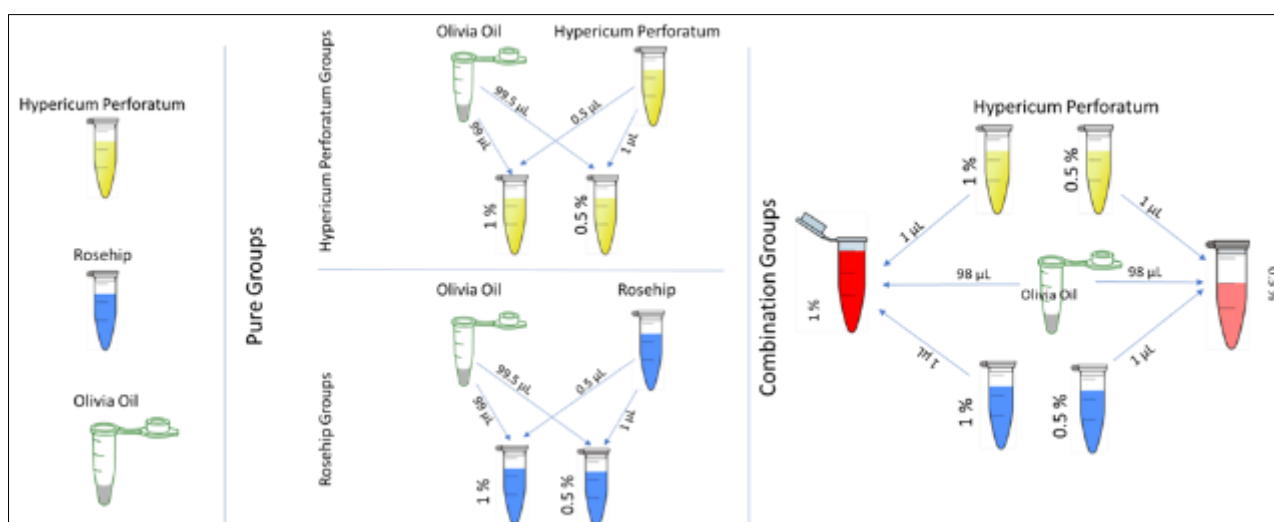 Hypericum Perforatum
Rosehip
Olivia Oil
Pure Groups
Hypericum Perforatum Groups
Olivia Oil
Hypericum Perforatum
99.5 µL
0.5 µL
99 µL
1 µL
1 %
0.5 %
Rosehip Groups
Olivia Oil
Rosehip
99.5 µL
0.5 µL
99 µL
1 µL
1 %
0.5 %
Combination Groups
Hypericum Perforatum
1 %
0.5 %
1 µL
1 µL
98 µL
98 µL
Olivia Oil
1 %
0.5 %
1 µL
1 µL
1 %
0.5 %